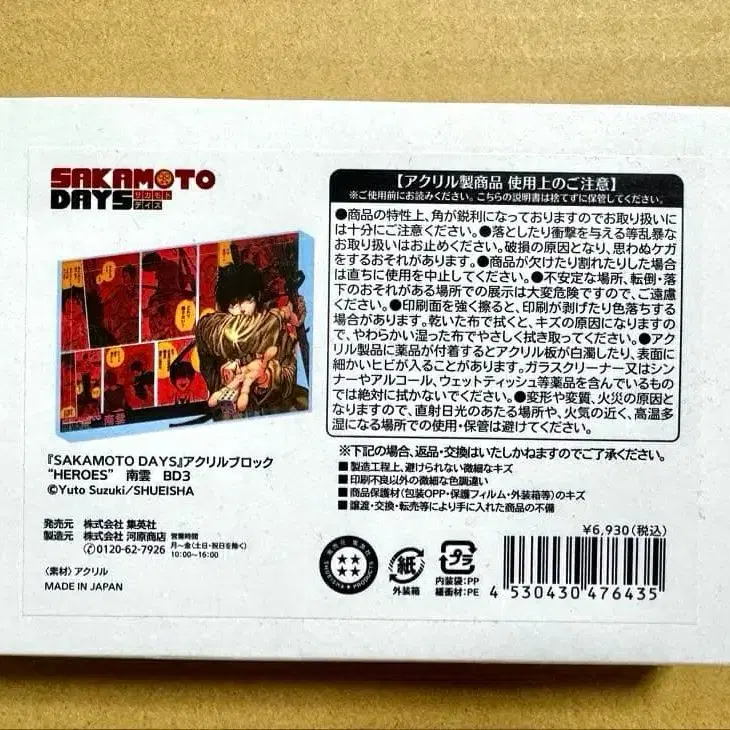 SAKAMOTO
DAYS サカモト
デイズ
南雲
『SAKAMOTO DAYS』アクリルブロック
“HEROES” 南雲 BD3
©Yuto Suzuki/SHUEISHA
発売元 株式会社 集英社
製造元 株式会社 河原商店 営業時間
0120-62-7926 月〜金(土・日・祝日を除く)
10:00〜16:00
〈素材〉アクリル
MADE IN JAPAN
【アクリル製商品 使用上のご注意】
※ご使用前にお読みください。こちらの説明書は捨てずに保管してください。
●商品の特性上、角が鋭利になっておりますのでお取り扱いに
は十分にご注意ください。●落としたり衝撃を与える等乱暴な
お取り扱いはお止めください。破損の原因となり、思わぬケガ
をするおそれがあります。●商品が欠けたり割れたりした場合
は直ちに使用を中止してください。●不安定な場所、転倒・落
下のおそれがある場所での展示は大変危険ですので、ご遠慮
ください。●印刷面を強く擦ると、印刷が剥げたり色落ちする
場合があります。乾いた布で拭くと、キズの原因になりますの
で、やわらかい湿った布でやさしく拭き取ってください。●アク
リル製品に薬品が付着するとアクリル板が白濁したり、表面に
細かいヒビが入ることがあります。ガラスクリーナー又はシン
ナーやアルコール、ウェットティッシュ等薬品を含んでいるもの
では絶対に拭かないでください。●変形や変質、火災の原因と
なりますので、直射日光のあたる場所や、火気の近く、高温多
湿になる場所での使用・保管は避けてください。
※下記の場合、返品・交換はいたしかねますのでご了承ください。
■製造工程上、避けられない微細なキズ
■印刷不良以外の微細な色調違い
■商品保護材(包装OPP・保護フィルム・外装箱等)のキズ
■譲渡・交換・転売等により手に入れた商品の不備
¥6,930(税込)
紙
外装箱
プラ
内装袋:PP
緩衝材:PE
4 530430 476435